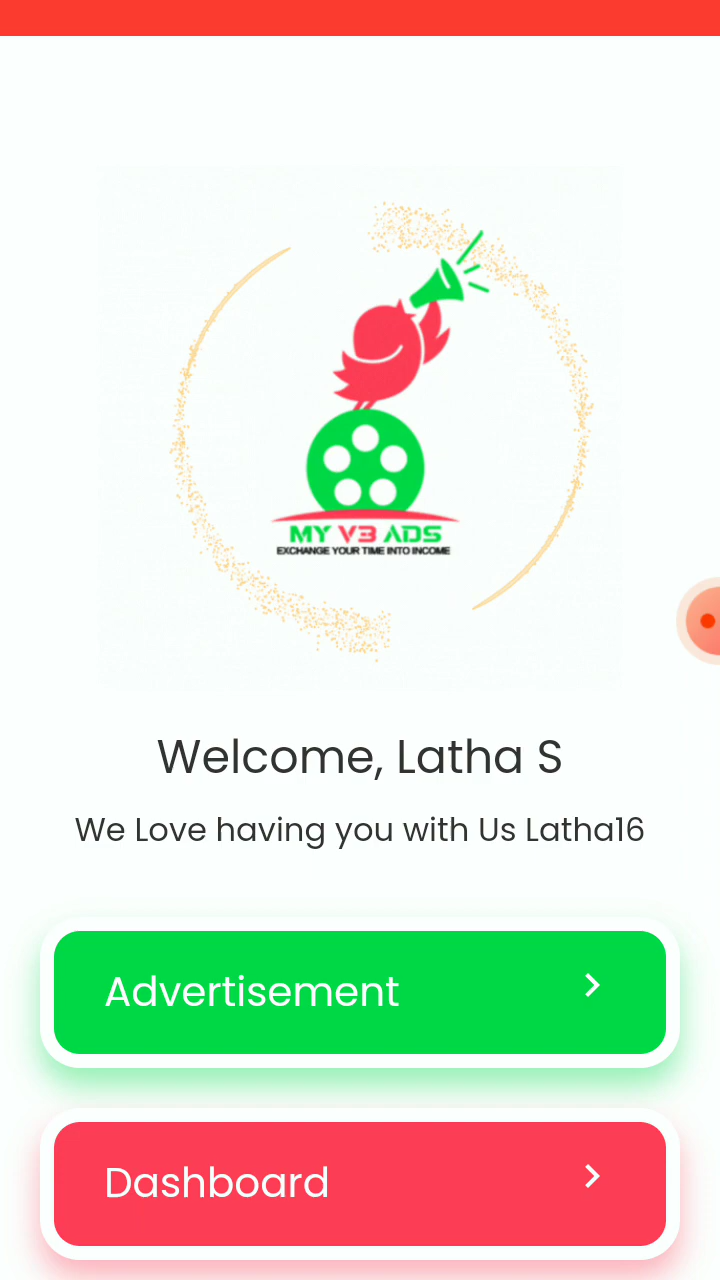 MY V3 ADS
EXCHANGE YOUR TIME INTO INCOME
Welcome, Latha S
We Love having you with Us Latha16
Advertisement
Dashboard